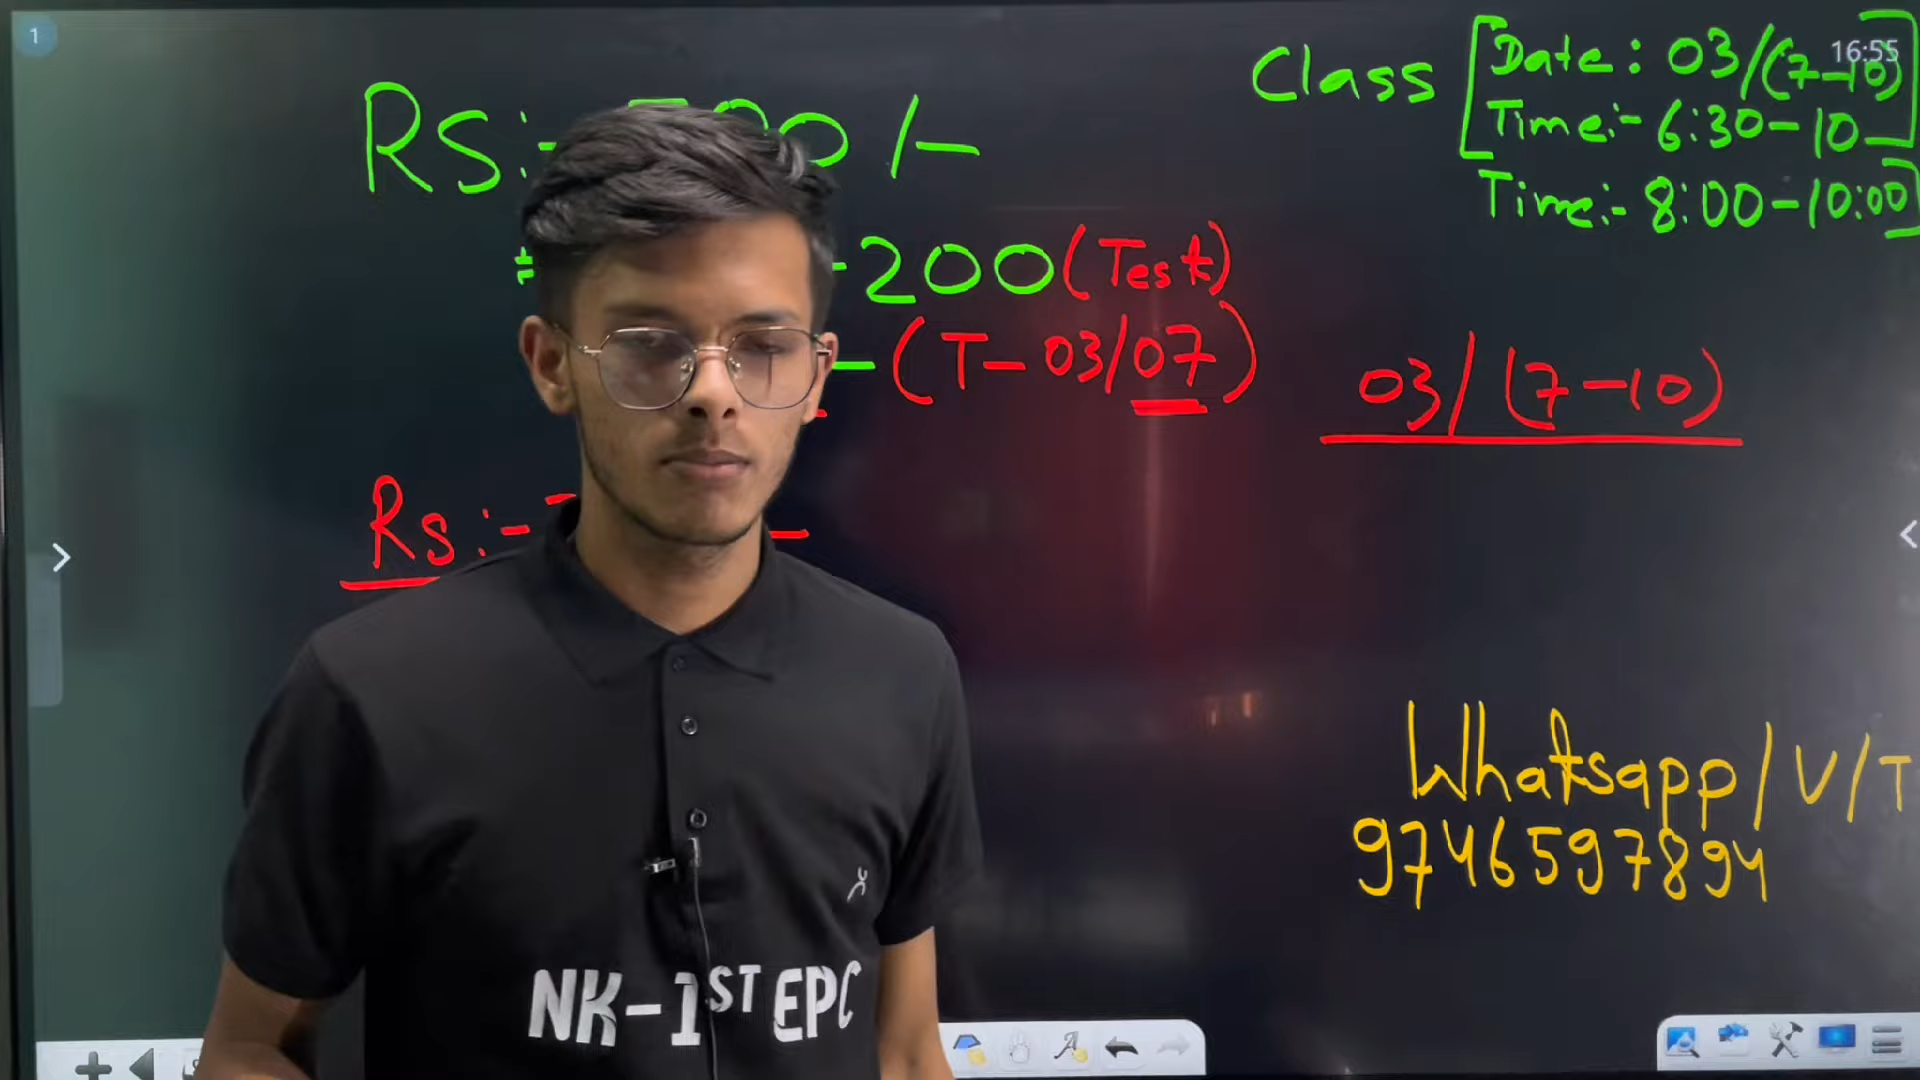 1
16:55
Class [Date: 03/(7-10)]
Time:- 6:30-10
Time:- 8:00-10:00]
Rs:- 00/-
-200(Test)
-(T-03/07)
03/(7-10)
Rs:-
Whatsapp/V/T
9746597894
NK-1ST EPC